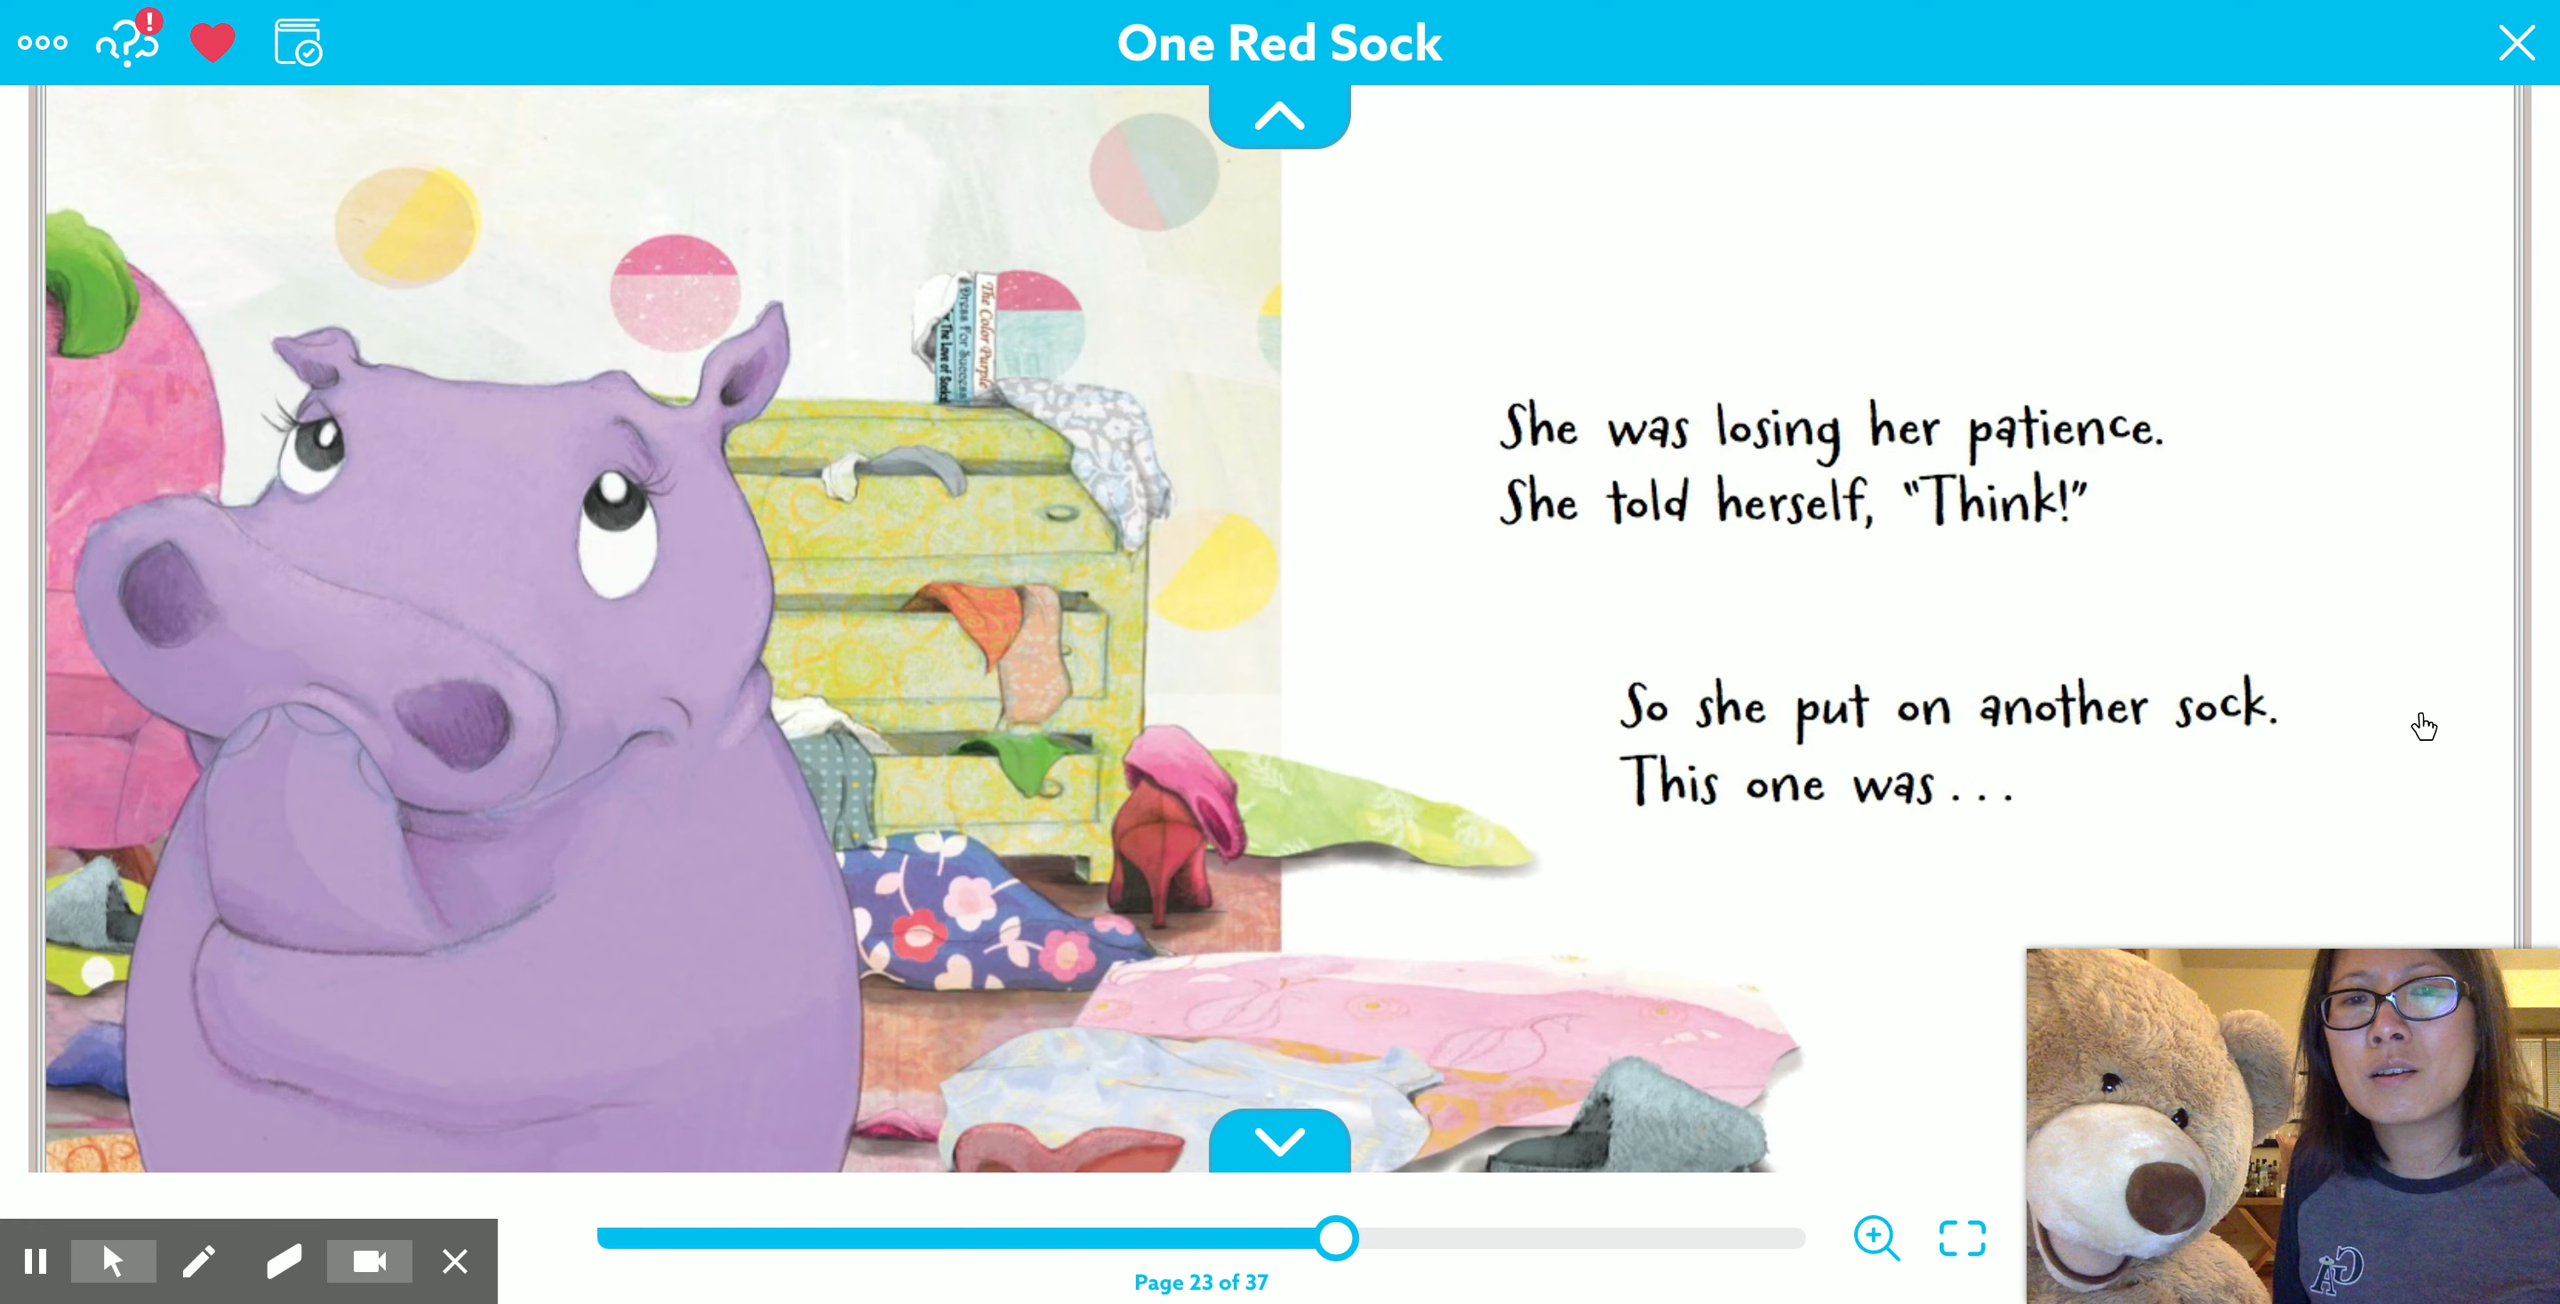 One Red Sock
The Color Purple
Dress For Success
The Love of Socks
She was losing her patience.
She told herself, "Think!"
So she put on another sock.
This one was...
Page 23 of 37